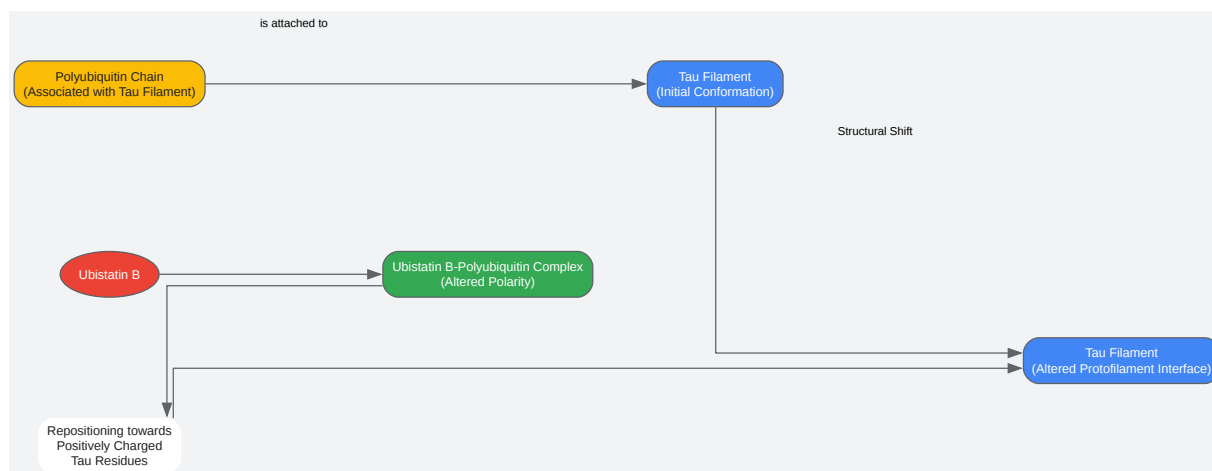 is attached to
Polyubiquitin Chain
(Associated with Tau Filament)
Tau Filament
(Initial Conformation)
Structural Shift
Ubistatin B
Ubistatin B-Polyubiquitin Complex
(Altered Polarity)
Tau Filament
(Altered Protofilament Interface)
Repositioning towards
Positively Charged
Tau Residues